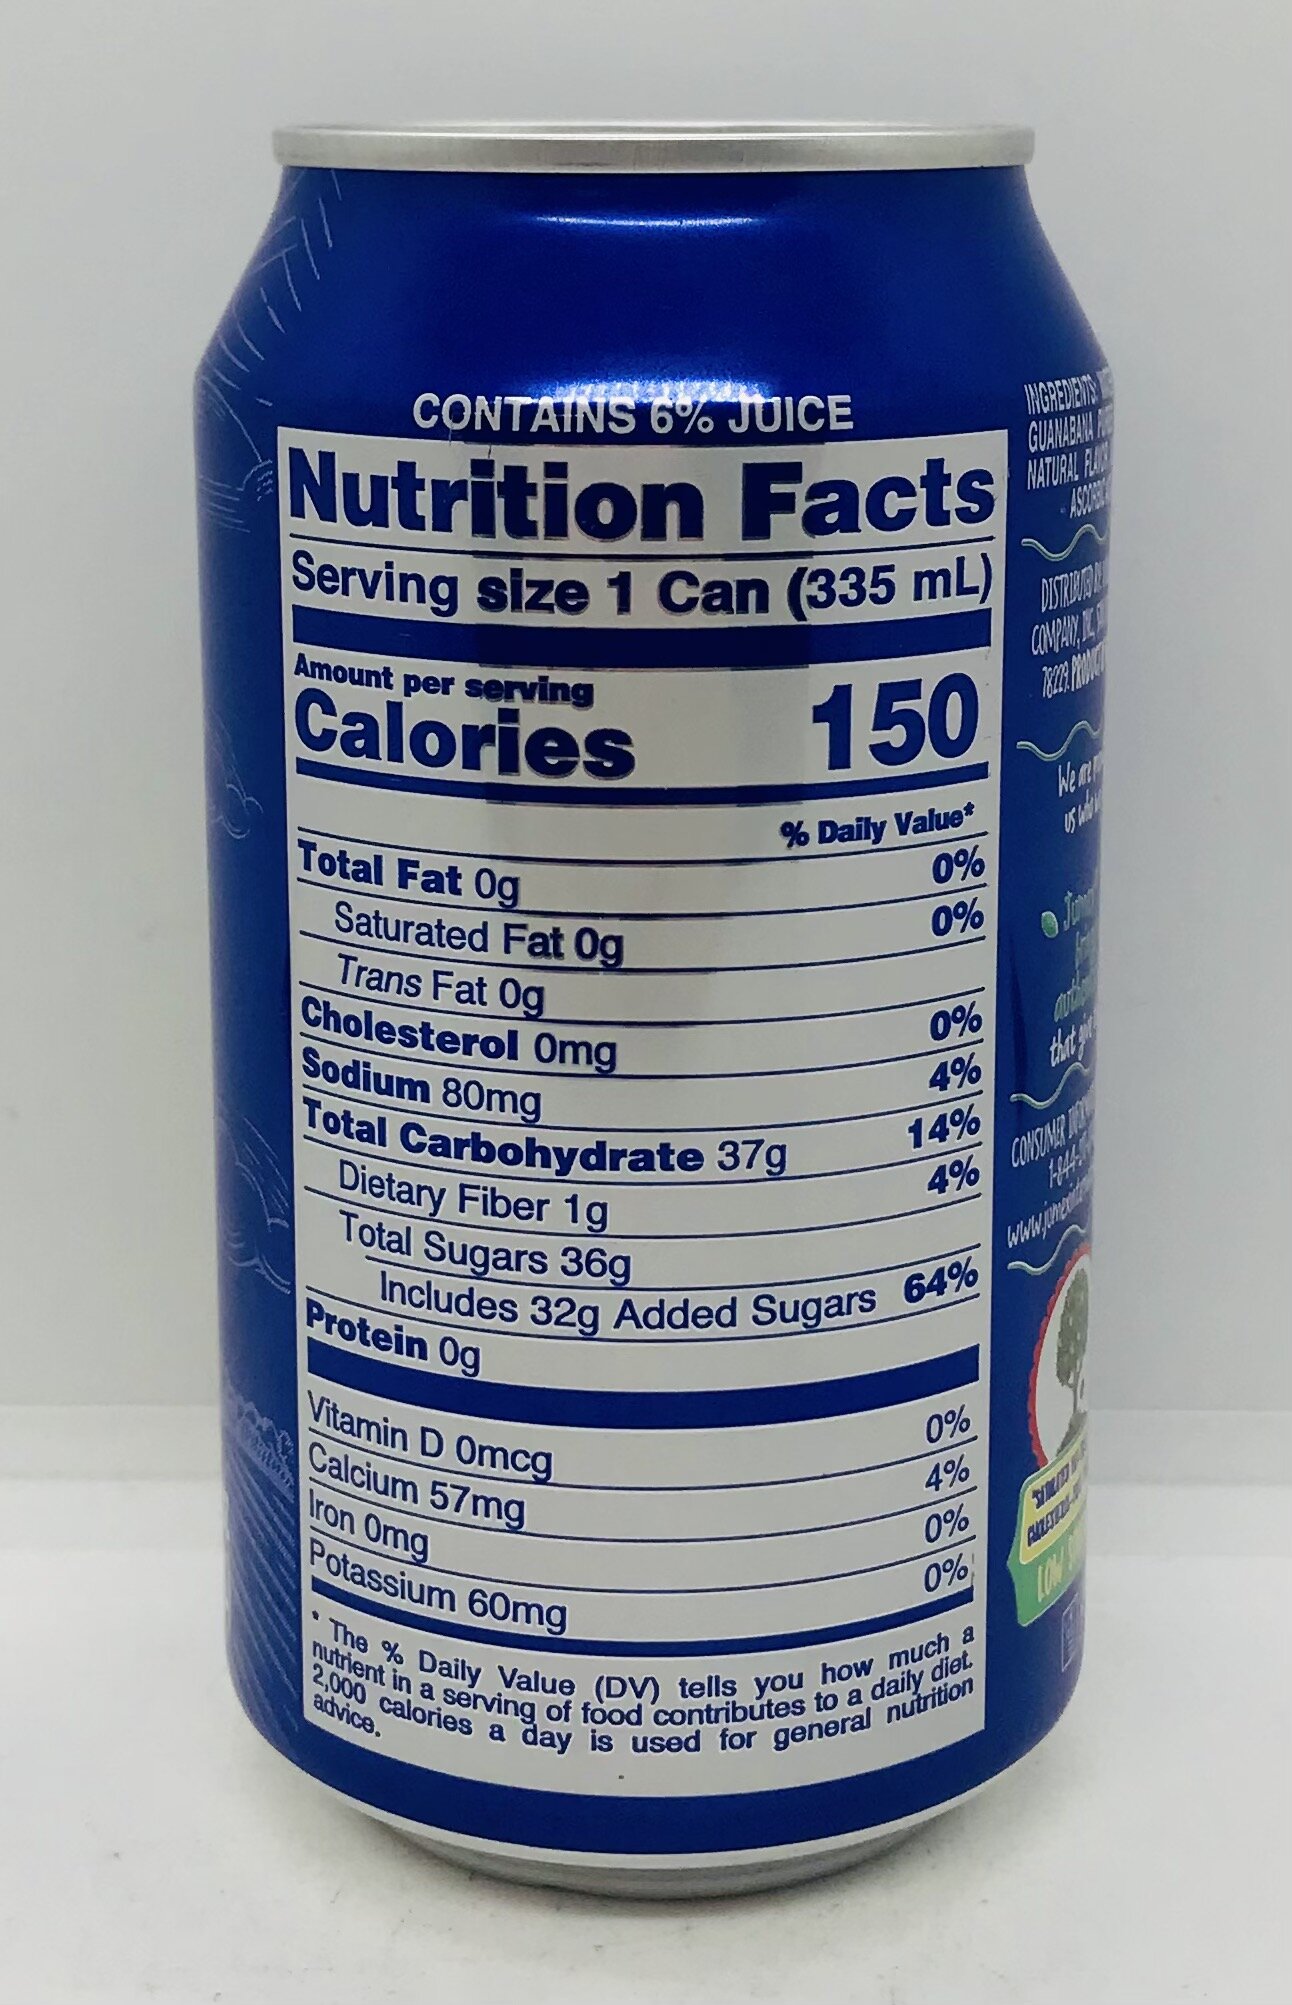 CONTAINS 6% JUICE
Nutrition Facts
Serving size 1 Can (335 mL)
Amount per serving
Calories 150
% Daily Value*
Total Fat 0g 0%
Saturated Fat 0g 0%
Trans Fat 0g
Cholesterol 0mg 0%
Sodium 80mg 4%
Total Carbohydrate 37g 14%
Dietary Fiber 1g 4%
Total Sugars 36g
Includes 32g Added Sugars 64%
Protein 0g
Vitamin D 0mcg 0%
Calcium 57mg 4%
Iron 0mg 0%
Potassium 60mg 0%
* The % Daily Value (DV) tells you how much a
nutrient in a serving of food contributes to a daily diet.
2,000 calories a day is used for general nutrition
advice.
INGREDIENTS:
GUANABANA
NATURAL
DISTRIBUTED
COMPANY,
78229.
We are
us who
that
CONSUMER
LOW